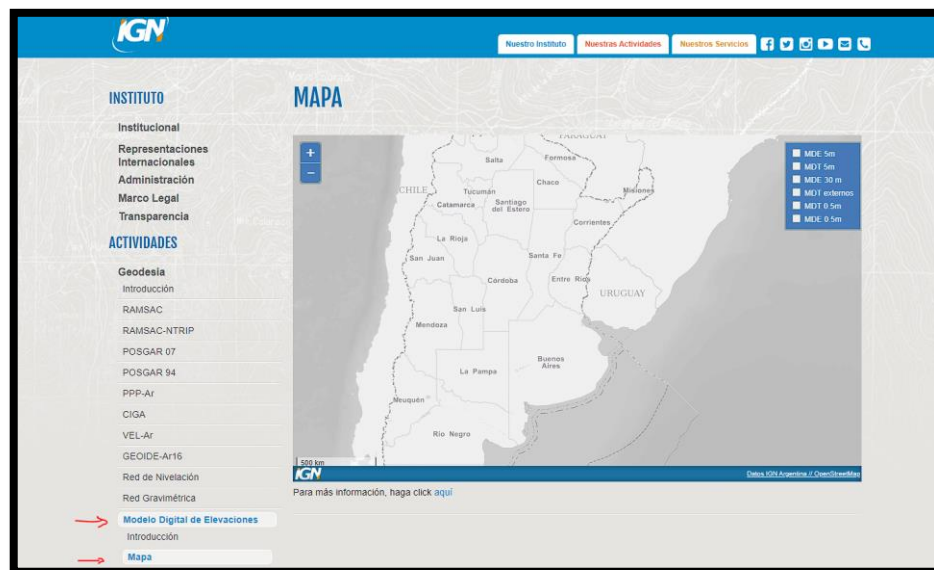 IGN
Nuestro Instituto
Nuestras Actividades
Nuestros Servicios
INSTITUTO
Institucional
Representaciones
Internacionales
Administración
Marco Legal
Transparencia
ACTIVIDADES
Geodesia
Introducción
RAMSAC
RAMSAC-NTRIP
POSGAR 07
POSGAR 94
PPP-Ar
CIGA
VEL-Ar
GEOIDE-Ar16
Red de Nivelación
Red Gravimétrica
Modelo Digital de Elevaciones
Introducción
Mapa
MAPA
+
−
MDE 5m
MDT 5m
MDE 30 m
MDT externos
MDT 0.5m
MDE 0.5m
PARAGUAY
Salta
Formosa
CHILE
Tucumán
Chaco
Misiones
Catamarca
Santiago
del Estero
Corrientes
La Rioja
San Juan
Santa Fe
Córdoba
Entre Ríos
URUGUAY
San Luis
Mendoza
Buenos
Aires
La Pampa
Neuquén
Río Negro
500 km
IGN
Datos IGN Argentina // OpenStreetMap
Para más información, haga click aquí